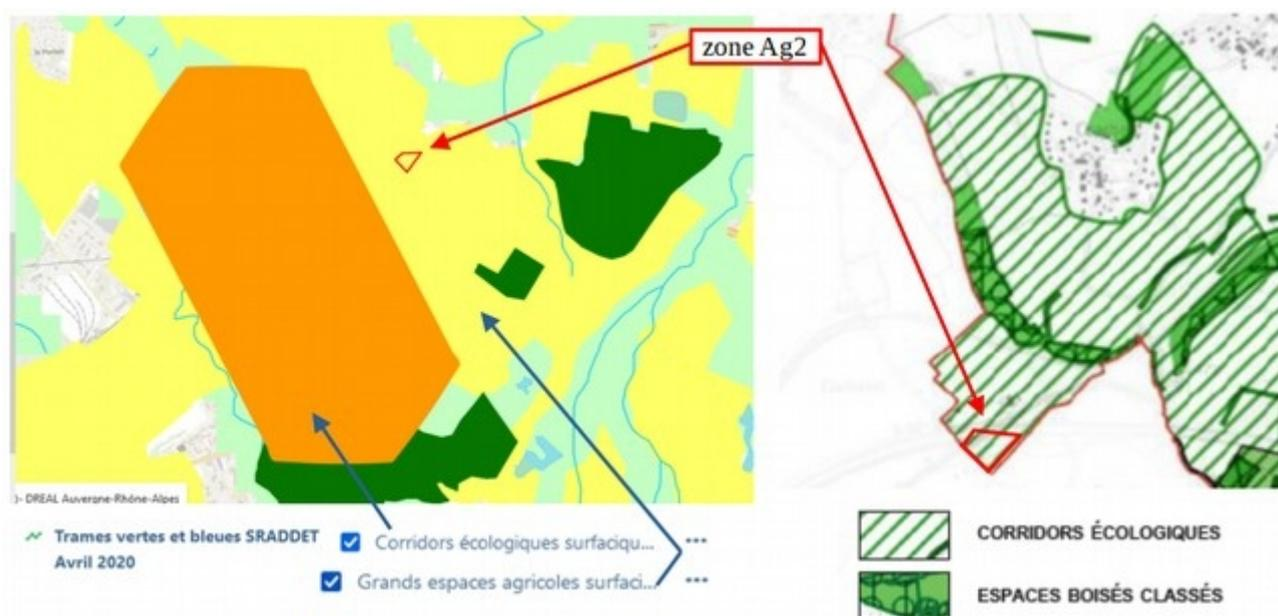 zone Ag2
)- DREAL Auvergne-Rhône-Alpes
Trames vertes et bleues SRADDET
Avril 2020
Corridors écologiques surfaciqu... •••
Grands espaces agricoles surfaci... •••
CORRIDORS ÉCOLOGIQUES
ESPACES BOISÉS CLASSÉS